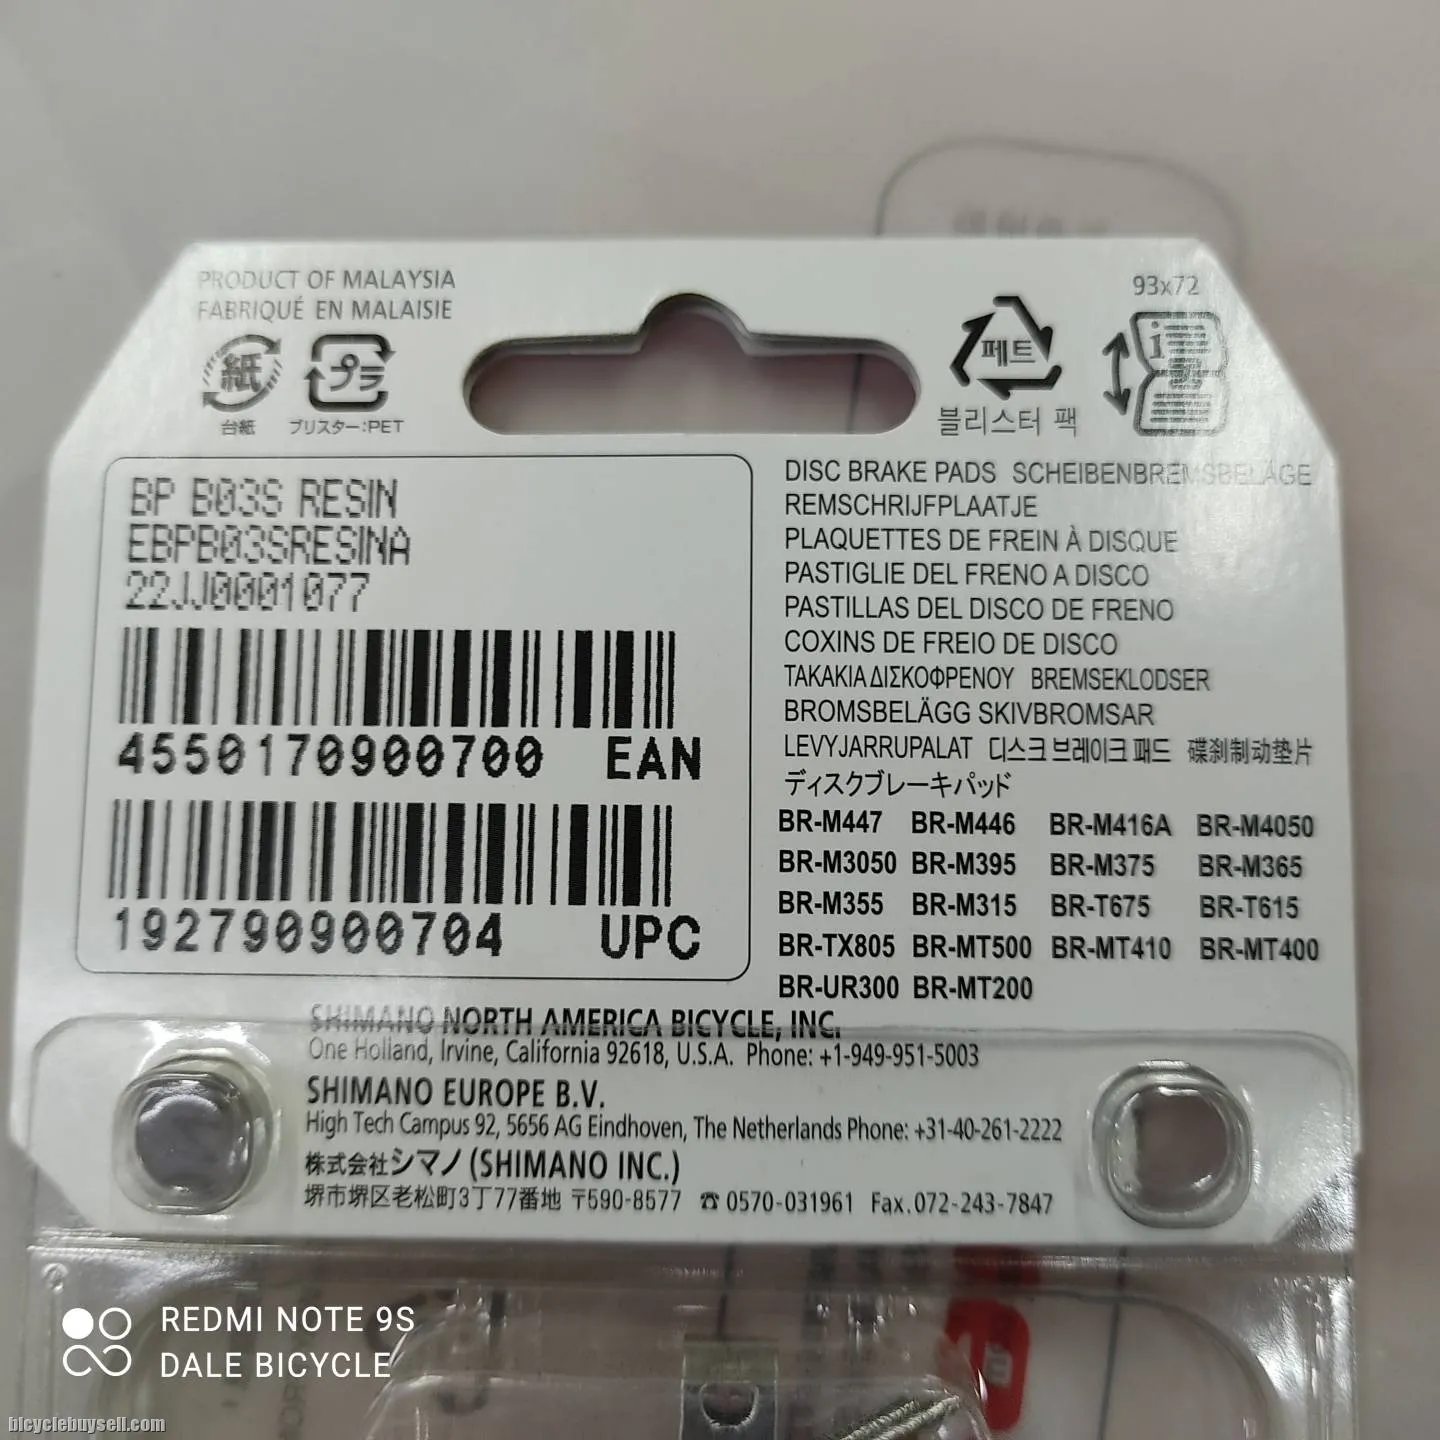 PRODUCT OF MALAYSIA
FABRIQUÉ EN MALAISIE
紙
プラ
台紙
ブリスター:PET
페트
블리스터 팩
93x72
i
BP B03S RESIN
EBPB03SRESINA
22JJ0001077
4550170900700 EAN
192790900704 UPC
DISC BRAKE PADS SCHEIBENBREMSBELÄGE
REMSCHRIJFPLAATJE
PLAQUETTES DE FREIN À DISQUE
PASTIGLIE DEL FRENO A DISCO
PASTILLAS DEL DISCO DE FRENO
COXINS DE FREIO DE DISCO
ΤΑΚΑΚΙΑ ΔΙΣΚΟΦΡΕΝΟΥ BREMSEKLODSER
BROMSBELÄGG SKIVBROMSAR
LEVYJARRUPALAT 디스크 브레이크 패드 碟刹制动垫片
ディスクブレーキパッド
BR-M447 BR-M446 BR-M416A BR-M4050
BR-M3050 BR-M395 BR-M375 BR-M365
BR-M355 BR-M315 BR-T675 BR-T615
BR-TX805 BR-MT500 BR-MT410 BR-MT400
BR-UR300 BR-MT200
SHIMANO NORTH AMERICA BICYCLE, INC.
One Holland, Irvine, California 92618, U.S.A. Phone: +1-949-951-5003
SHIMANO EUROPE B.V.
High Tech Campus 92, 5656 AG Eindhoven, The Netherlands Phone: +31-40-261-2222
株式会社シマノ (SHIMANO INC.)
堺市堺区老松町3丁77番地 〒590-8577 ☎ 0570-031961 Fax.072-243-7847
REDMI NOTE 9S
DALE BICYCLE
bicyclebuysell.com